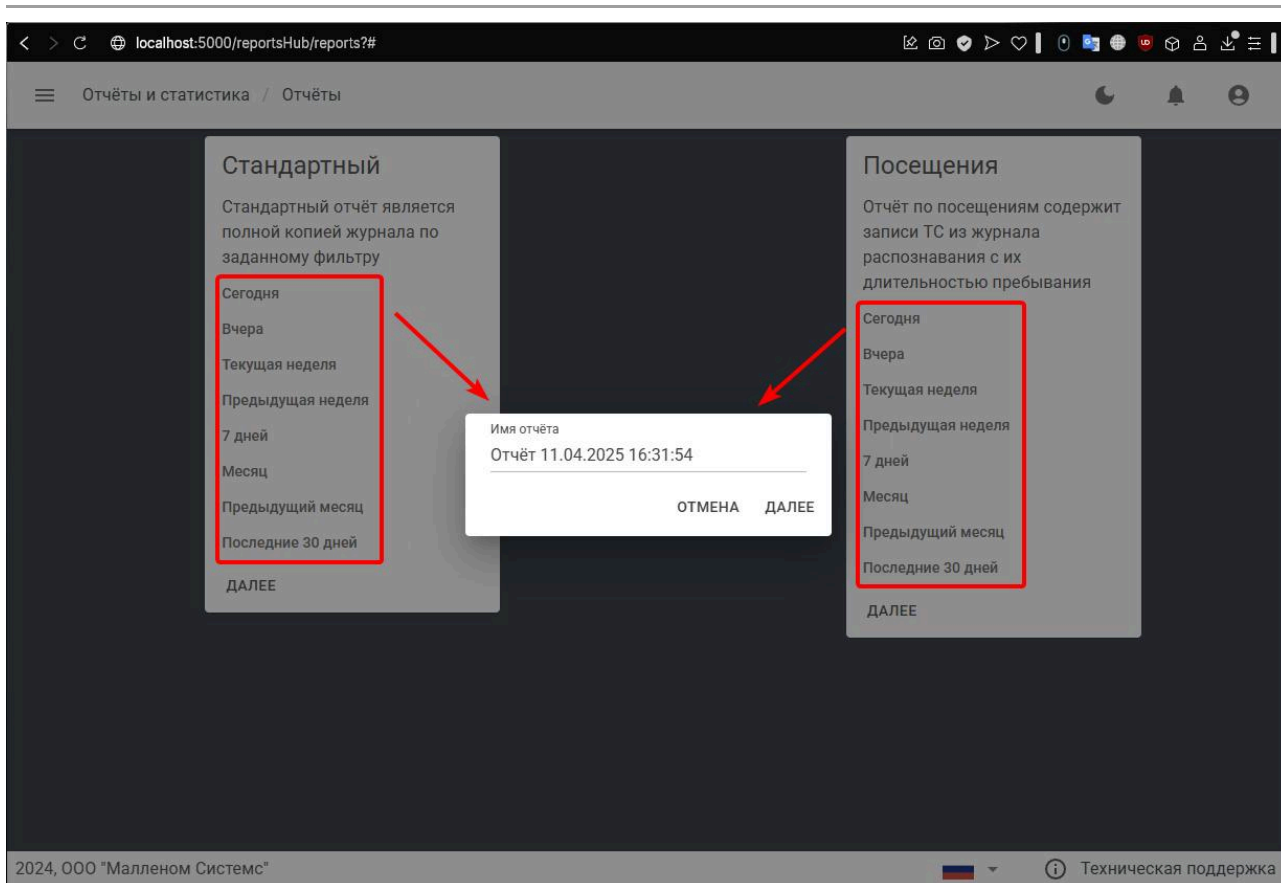 localhost:5000/reportsHub/reports?#
Отчёты и статистика / Отчёты
Стандартный
Стандартный отчёт является
полной копией журнала по
заданному фильтру
Сегодня
Вчера
Текущая неделя
Предыдущая неделя
7 дней
Месяц
Предыдущий месяц
Последние 30 дней
ДАЛЕЕ
Имя отчёта
Отчёт 11.04.2025 16:31:54
ОТМЕНА ДАЛЕЕ
Посещения
Отчёт по посещениям содержит
записи ТС из журнала
распознавания с их
длительностью пребывания
Сегодня
Вчера
Текущая неделя
Предыдущая неделя
7 дней
Месяц
Предыдущий месяц
Последние 30 дней
ДАЛЕЕ
2024, ООО "Малленом Системс"
Техническая поддержка